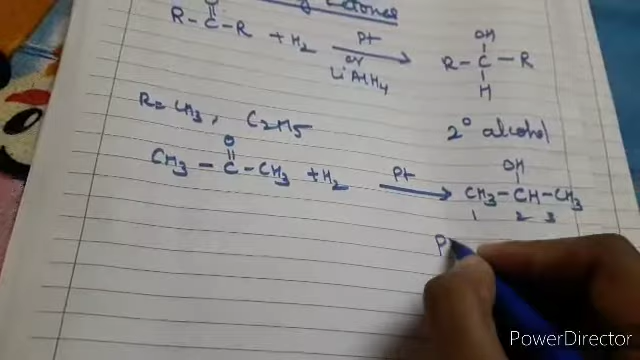 Ketones
O
R-C-R + H2 Pt or LiAlH4 OH R-C-R H
R= CH3, C2H5
2° alcohol
O
CH3-C-CH3 + H2 Pt OH CH3-CH-CH3
1 2 3
P
PowerDirector